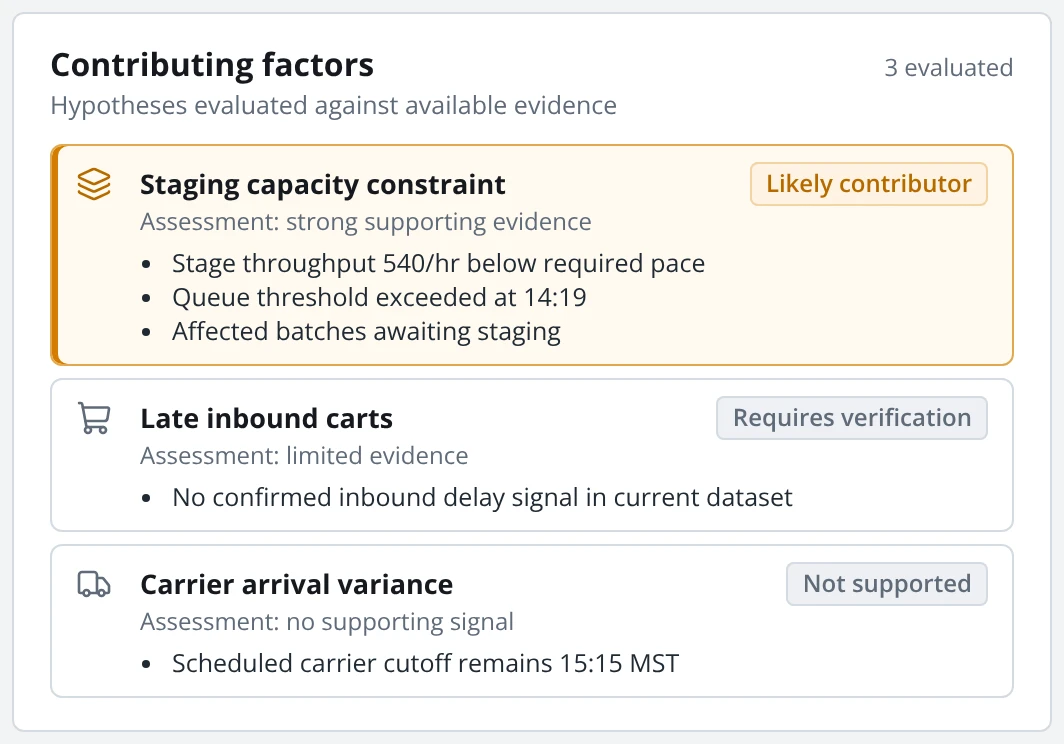 Contributing factors
3 evaluated
Hypotheses evaluated against available evidence
Staging capacity constraint
Likely contributor
Assessment: strong supporting evidence
• Stage throughput 540/hr below required pace
• Queue threshold exceeded at 14:19
• Affected batches awaiting staging
Late inbound carts
Requires verification
Assessment: limited evidence
• No confirmed inbound delay signal in current dataset
Carrier arrival variance
Not supported
Assessment: no supporting signal
• Scheduled carrier cutoff remains 15:15 MST